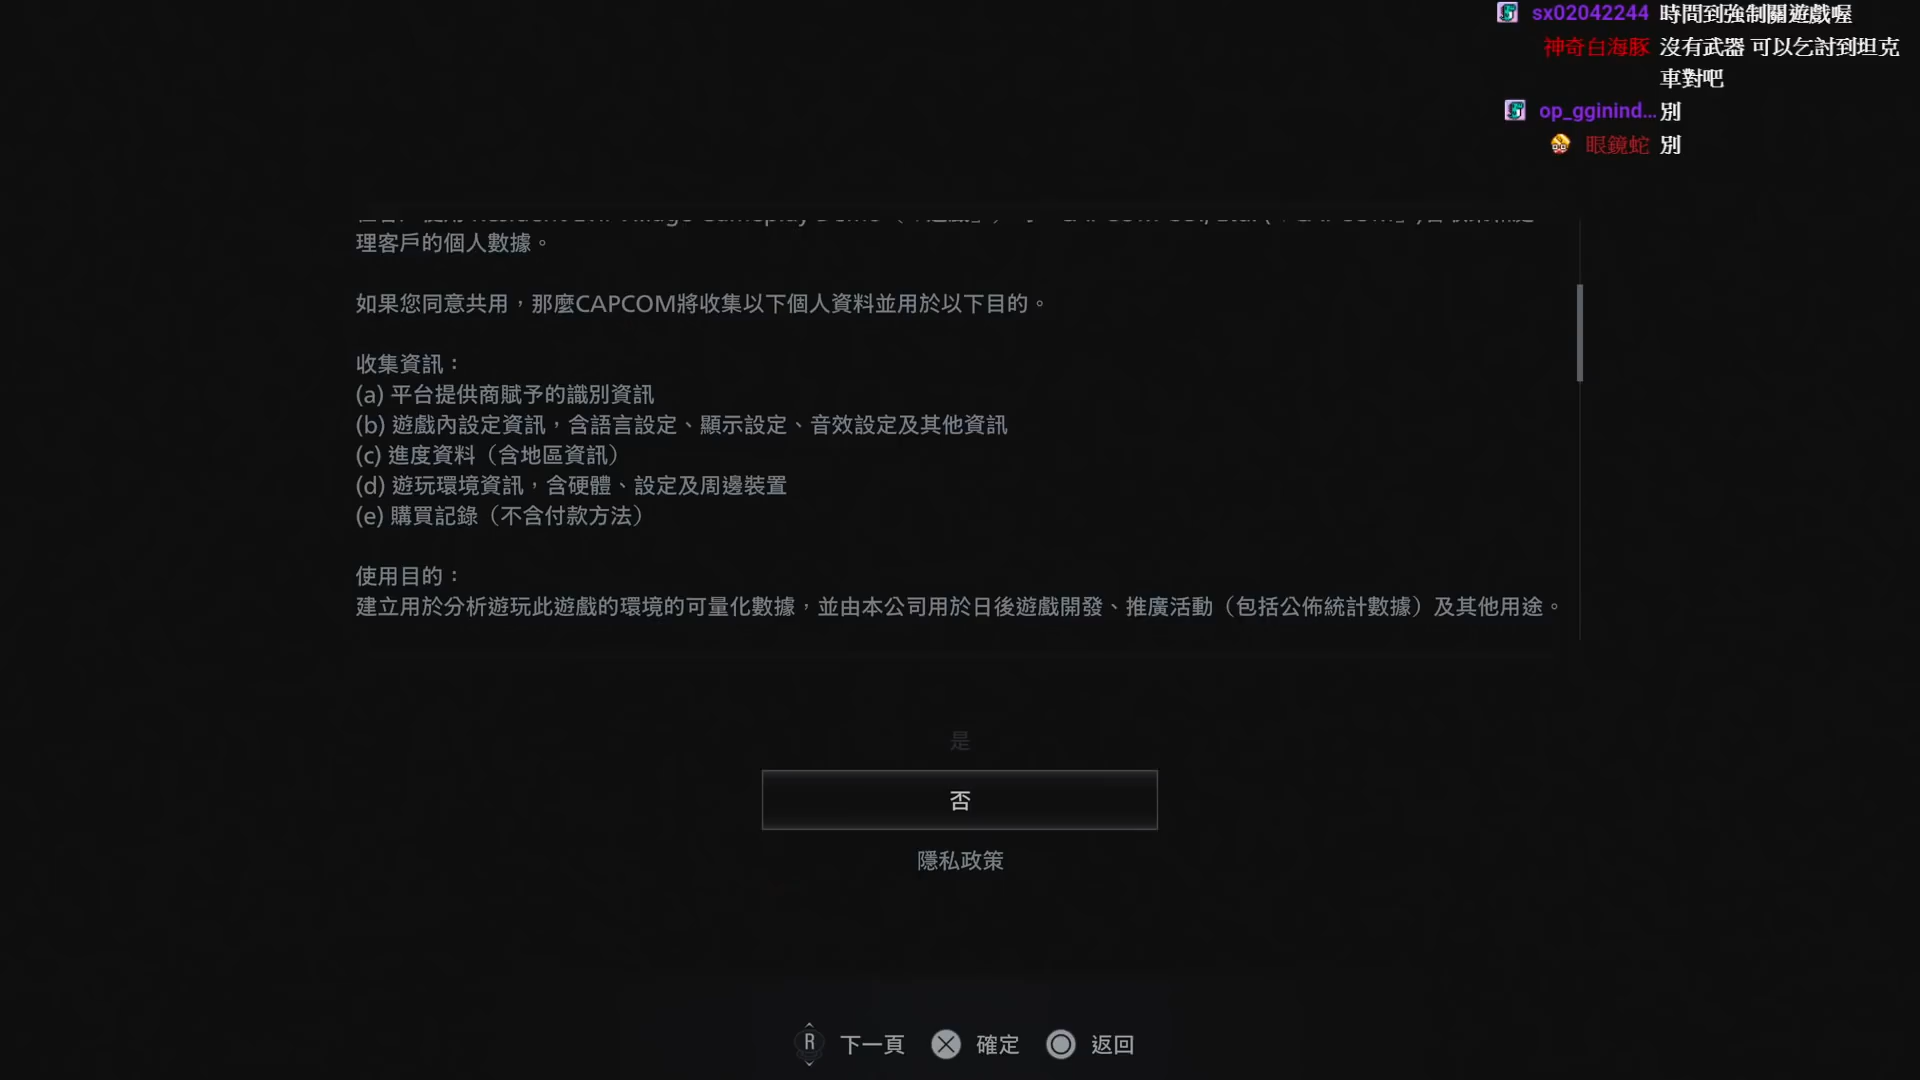 sx02042244 時間到強制關遊戲喔
神奇白海豚 沒有武器 可以乞討到坦克
車對吧
op_gginind... 別
眼鏡蛇 別
理客戶的個人數據。
如果您同意共用，那麼CAPCOM將收集以下個人資料並用於以下目的。
收集資訊：
(a) 平台提供商賦予的識別資訊
(b) 遊戲內設定資訊，含語言設定、顯示設定、音效設定及其他資訊
(c) 進度資料（含地區資訊）
(d) 遊玩環境資訊，含硬體、設定及周邊裝置
(e) 購買記錄（不含付款方法）
使用目的：
建立用於分析遊玩此遊戲的環境的可量化數據，並由本公司用於日後遊戲開發、推廣活動（包括公佈統計數據）及其他用途。
是
否
隱私政策
R 下一頁 確定 返回